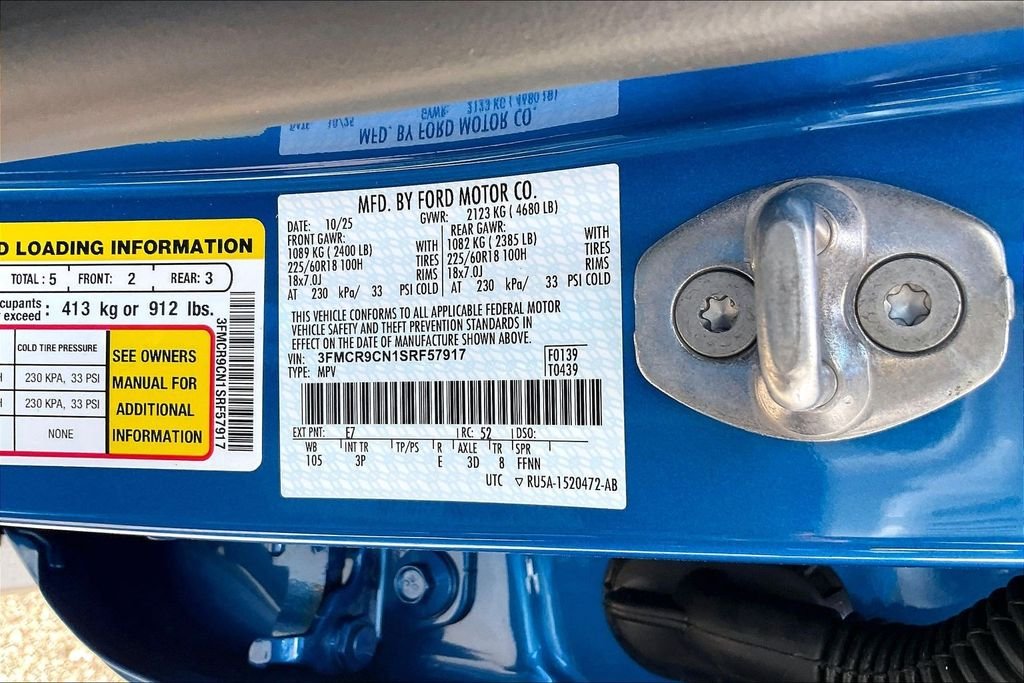 D LOADING INFORMATION
TOTAL: 5 FRONT: 2 REAR: 3
cupants
exceed : 413 kg or 912 lbs.
COLD TIRE PRESSURE
230 KPA, 33 PSI
230 KPA, 33 PSI
NONE
SEE OWNERS
MANUAL FOR
ADDITIONAL
INFORMATION
3FMCR9CN1SRF57917
MFD. BY FORD MOTOR CO.
DATE: 10/25 GVWR: 2123 KG ( 4680 LB)
FRONT GAWR: REAR GAWR:
1089 KG ( 2400 LB) WITH 1082 KG ( 2385 LB) WITH
225/60R18 100H TIRES 225/60R18 100H TIRES
18x7.0J RIMS 18x7.0J RIMS
AT 230 kPa/ 33 PSI COLD AT 230 kPa/ 33 PSI COLD
THIS VEHICLE CONFORMS TO ALL APPLICABLE FEDERAL MOTOR
VEHICLE SAFETY AND THEFT PREVENTION STANDARDS IN
EFFECT ON THE DATE OF MANUFACTURE SHOWN ABOVE.
VIN: 3FMCR9CN1SRF57917 F0139
TYPE: MPV T0439
EXT PNT: E7 RC: 52 DSO:
WB INT TR TP/PS R AXLE TR SPR
105 3P E 3D 8 FFNN
UTC ▽ RU5A-1520472-AB